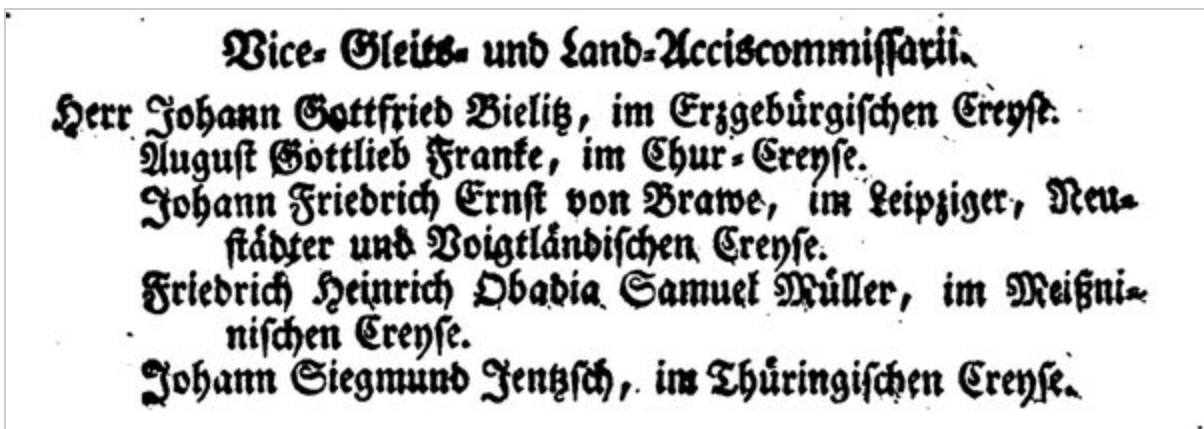 Vice- Gleits- und Land-Acciscommissarii.
Herr Johann Gottfried Bielitz, im Erzgebürgischen Creyse.
August Gottlieb Franke, im Chur-Creyse.
Johann Friedrich Ernst von Brawe, im Leipziger, Neu-
städter und Voigtländischen Creyse.
Friedrich Heinrich Obadia Samuel Müller, im Meißni-
nischen Creyse.
Johann Siegmund Jentzsch, im Thüringischen Creyse.